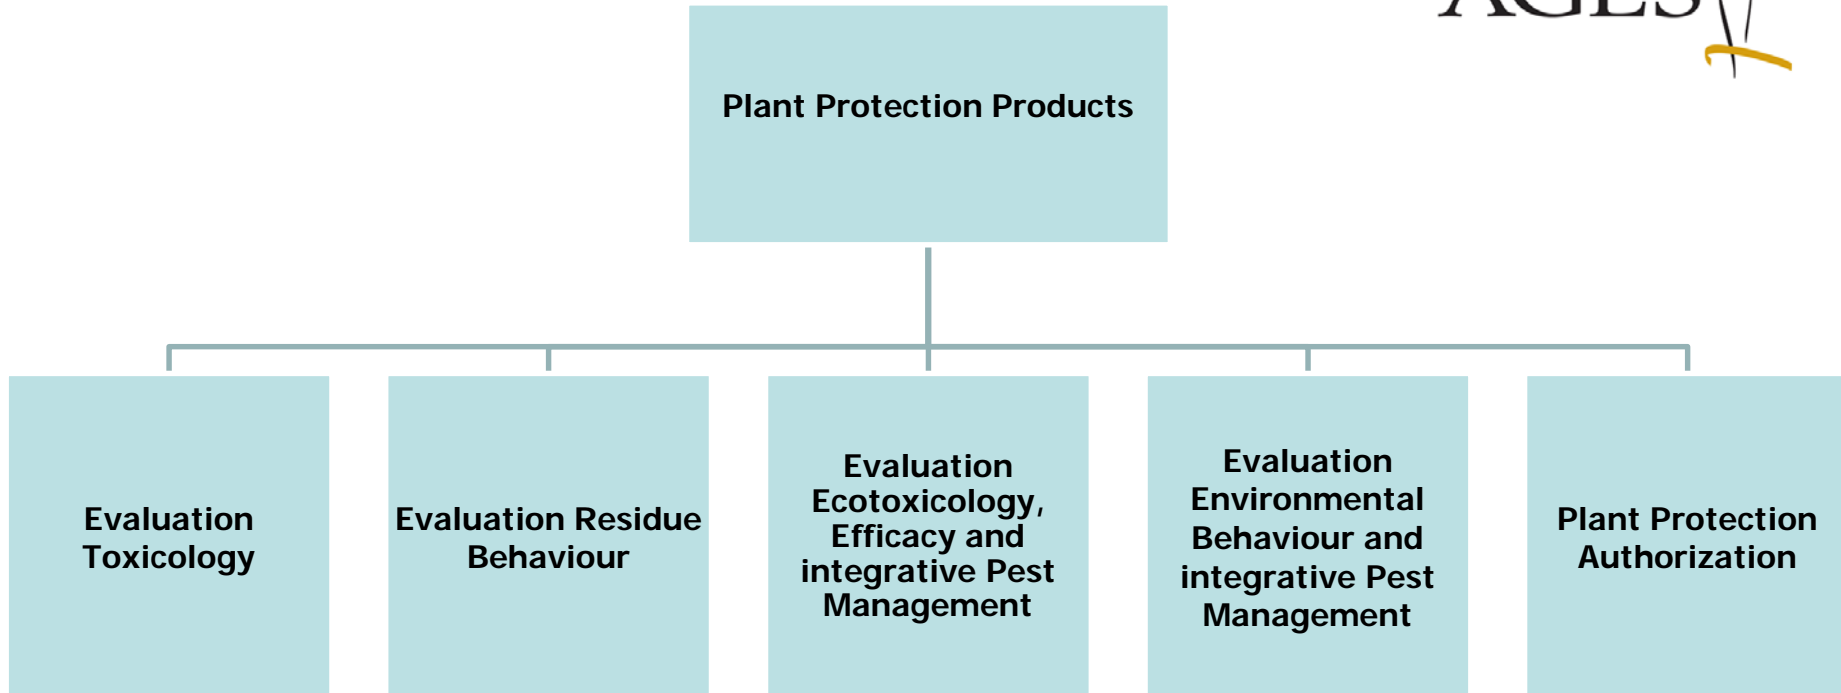 AGES
Plant Protection Products
Evaluation
Toxicology
Evaluation Residue
Behaviour
Evaluation
Ecotoxicology,
Efficacy and
integrative Pest
Management
Evaluation
Environmental
Behaviour and
integrative Pest
Management
Plant Protection
Authorization